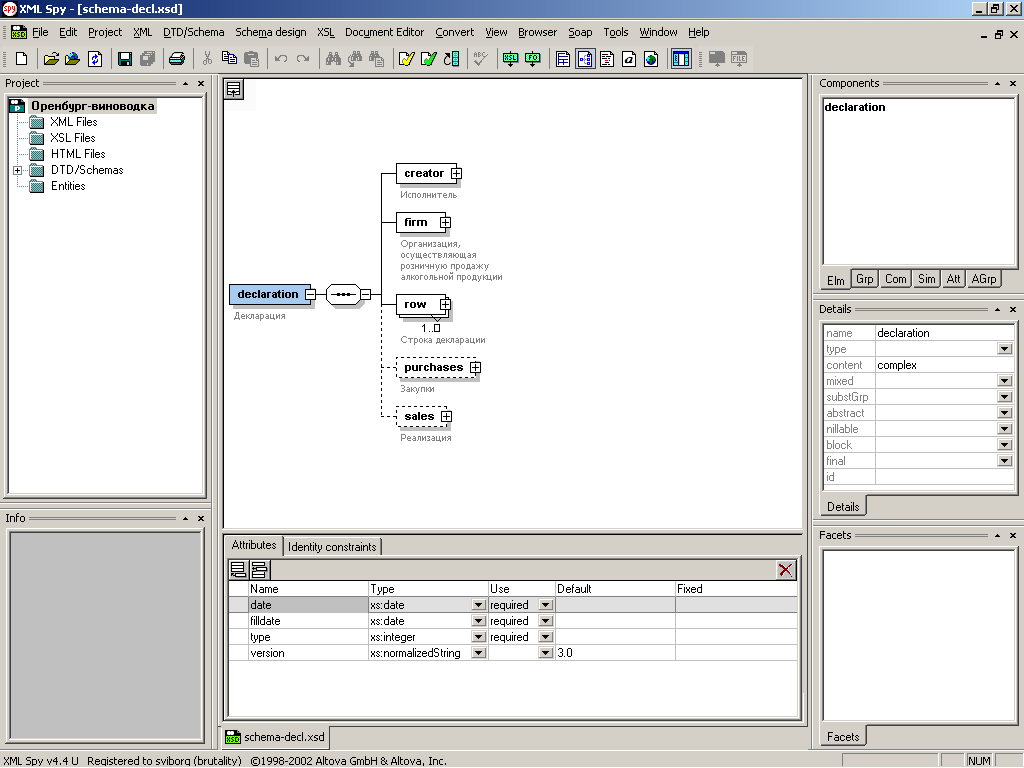 XML Spy - [schema-decl.xsd]
File Edit Project XML DTD/Schema Schema design XSL Document Editor Convert View Browser Soap Tools Window Help
Project
Оренбург-виноводка
XML Files
XSL Files
HTML Files
DTD/Schemas
Entities
Info
creator
Исполнитель
firm
Организация,
осуществляющая
розничную продажу
алкогольной продукции
declaration
Декларация
row
1..
Строка декларации
purchases
Закупки
sales
Реализация
Attributes Identity constraints
Name Type Use Default Fixed
date xs:date required
filldate xs:date required
type xs:integer required
version xs:normalizedString 3.0
schema-decl.xsd
Components
declaration
Elm Grp Com Sim Att AGrp
Details
name declaration
type
content complex
mixed
substGrp
abstract
nillable
block
final
id
Details
Facets
Facets
XML Spy v4.4 U Registered to sviborg (brutality) ©1998-2002 Altova GmbH & Altova, Inc. NUM